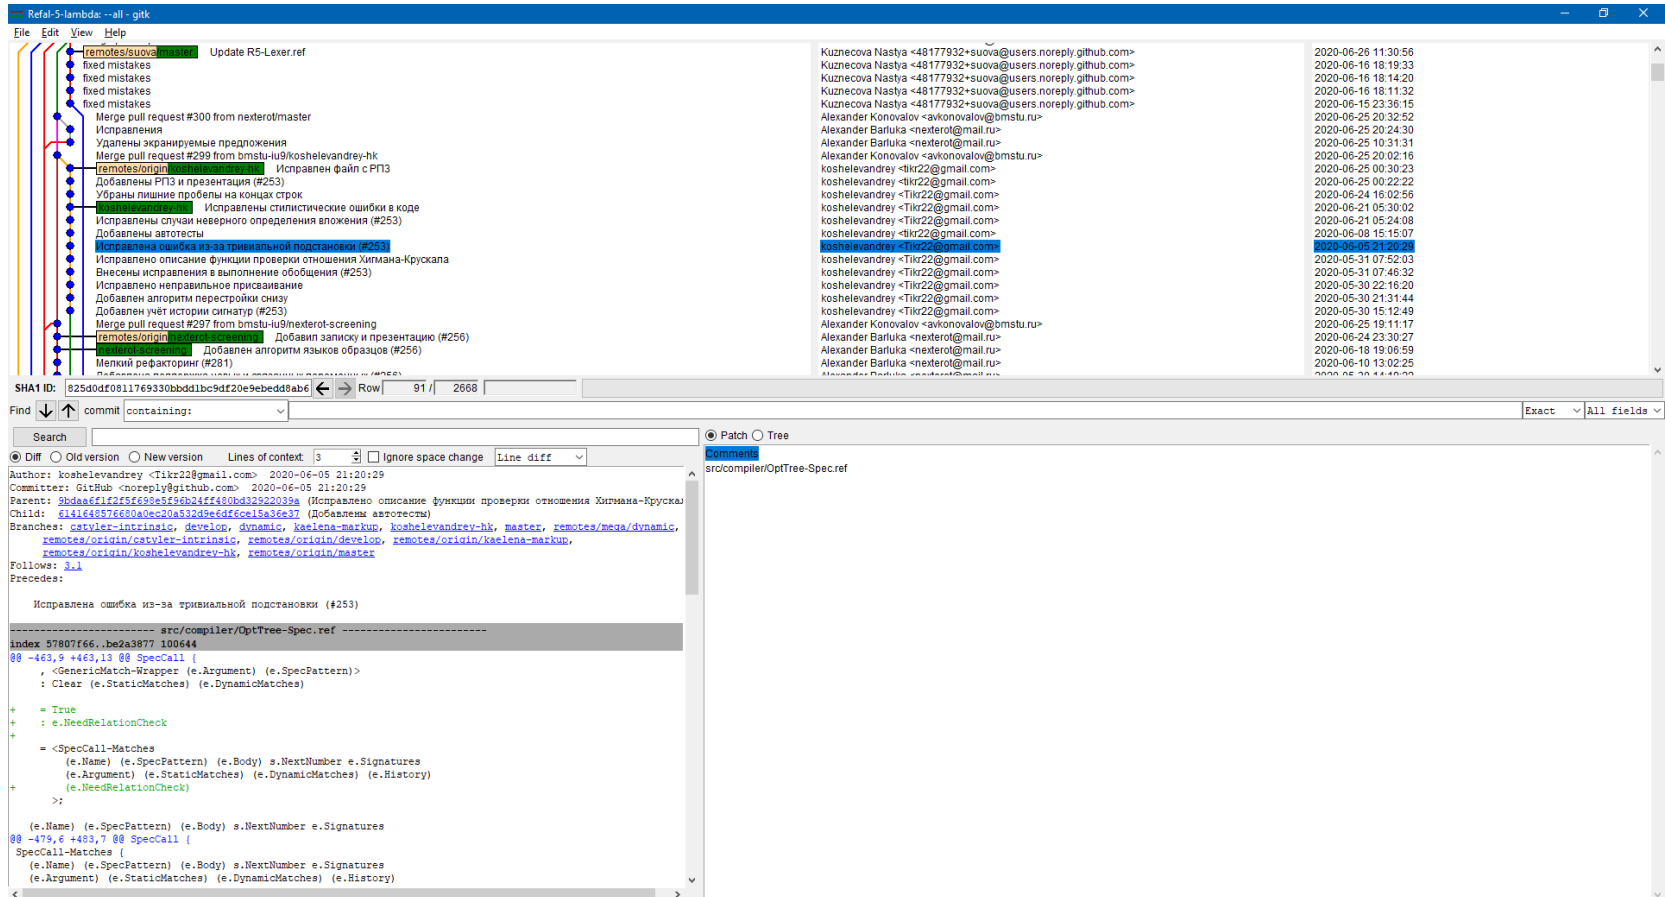 Refal-5-lambda: --all - gitk
File Edit View Help
remotes/suova/master Update R5-Lexer.ref Kuznecova Nastya <48177932+suova@users.noreply.github.com> 2020-06-26 11:30:56
fixed mistakes Kuznecova Nastya <48177932+suova@users.noreply.github.com> 2020-06-16 18:19:33
fixed mistakes Kuznecova Nastya <48177932+suova@users.noreply.github.com> 2020-06-16 18:14:20
fixed mistakes Kuznecova Nastya <48177932+suova@users.noreply.github.com> 2020-06-16 18:11:32
fixed mistakes Kuznecova Nastya <48177932+suova@users.noreply.github.com> 2020-06-15 23:36:15
Merge pull request #300 from nexterot/master Alexander Konovalov <avkonovalov@bmstu.ru> 2020-06-25 20:32:52
Исправления Alexander Barluka <nexterot@mail.ru> 2020-06-25 20:24:30
Удалены экранируемые предложения Alexander Barluka <nexterot@mail.ru> 2020-06-25 10:31:31
Merge pull request #299 from bmstu-iu9/koshelevandrey-hk Alexander Konovalov <avkonovalov@bmstu.ru> 2020-06-25 20:02:16
remotes/origin/koshelevandrey-hk Исправлен файл с РПЗ koshelevandrey <tikr22@gmail.com> 2020-06-25 00:30:23
Добавлены РПЗ и презентация (#253) koshelevandrey <tikr22@gmail.com> 2020-06-25 00:22:22
Убраны лишние пробелы на концах строк koshelevandrey <Tikr22@gmail.com> 2020-06-24 16:02:56
koshelevandrey-hk Исправлены стилистические ошибки в коде koshelevandrey <Tikr22@gmail.com> 2020-06-21 05:30:02
Исправлены случаи неверного определения вложения (#253) koshelevandrey <Tikr22@gmail.com> 2020-06-21 05:24:08
Добавлены автотесты koshelevandrey <tikr22@gmail.com> 2020-06-08 15:15:07
Исправлена ошибка из-за тривиальной подстановки (#253) koshelevandrey <Tikr22@gmail.com> 2020-06-05 21:20:29
Исправлено описание функции проверки отношения Хигмана-Крускала koshelevandrey <Tikr22@gmail.com> 2020-05-31 07:52:03
Внесены исправления в выполнение обобщения (#253) koshelevandrey <Tikr22@gmail.com> 2020-05-31 07:46:32
Исправлено неправильное присваивание koshelevandrey <Tikr22@gmail.com> 2020-05-30 22:16:20
Добавлен алгоритм перестройки снизу koshelevandrey <Tikr22@gmail.com> 2020-05-30 21:31:44
Добавлен учёт истории сигнатур (#253) koshelevandrey <Tikr22@gmail.com> 2020-05-30 15:12:49
Merge pull request #297 from bmstu-iu9/nexterot-screening Alexander Konovalov <avkonovalov@bmstu.ru> 2020-06-25 19:11:17
remotes/origin/nexterot-screening Добавил записку и презентацию (#256) Alexander Barluka <nexterot@mail.ru> 2020-06-24 23:30:27
nexterot-screening Добавлен алгоритм языков образцов (#256) Alexander Barluka <nexterot@mail.ru> 2020-06-18 19:06:59
Мелкий рефакторинг (#281) Alexander Barluka <nexterot@mail.ru> 2020-06-10 13:02:25
SHA1 ID: 825d0df0811769330bbdd1bc9df20e9ebedd8ab6 Row 91 / 2668
Find commit containing: Exact All fields
Search Patch Tree
Diff Old version New version Lines of context: 3 Ignore space change Line diff Comments
src/compiler/OptTree-Spec.ref
Author: koshelevandrey <Tikr22@gmail.com> 2020-06-05 21:20:29
Committer: GitHub <noreply@github.com> 2020-06-05 21:20:29
Parent: 9bdaa6f1f2f5f698e5f96b24ff480bd32922039a (Исправлено описание функции проверки отношения Хигмана-Крускал
Child: 6141648576680a0ec20a532d9e6df6ce15a36e37 (Добавлены автотесты)
Branches: cstyler-intrinsic, develop, dynamic, kaelena-markup, koshelevandrey-hk, master, remotes/mega/dynamic,
remotes/origin/cstyler-intrinsic, remotes/origin/develop, remotes/origin/kaelena-markup,
remotes/origin/koshelevandrey-hk, remotes/origin/master
Follows: 3.1
Precedes:
Исправлена ошибка из-за тривиальной подстановки (#253)
------------------------ src/compiler/OptTree-Spec.ref ------------------------
index 57807f66..be2a3877 100644
@@ -463,9 +463,13 @@ SpecCall {
, <GenericMatch-Wrapper (e.Argument) (e.SpecPattern)>
: Clear (e.StaticMatches) (e.DynamicMatches)
+ = True
+ : e.NeedRelationCheck
+
= <SpecCall-Matches
(e.Name) (e.SpecPattern) (e.Body) s.NextNumber e.Signatures
(e.Argument) (e.StaticMatches) (e.DynamicMatches) (e.History)
+ (e.NeedRelationCheck)
>;
(e.Name) (e.SpecPattern) (e.Body) s.NextNumber e.Signatures
@@ -479,6 +483,7 @@ SpecCall {
SpecCall-Matches {
(e.Name) (e.SpecPattern) (e.Body) s.NextNumber e.Signatures
(e.Argument) (e.StaticMatches) (e.DynamicMatches) (e.History)